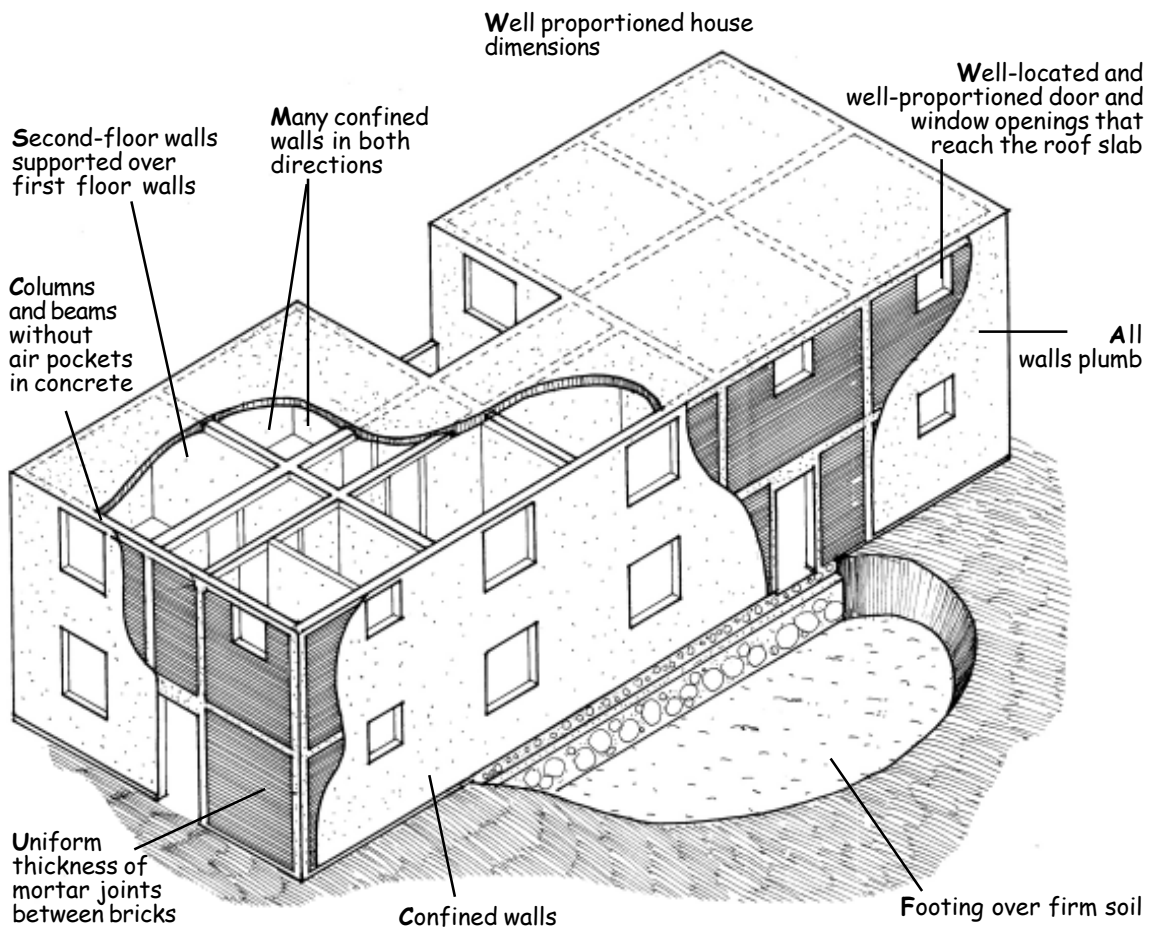 Well proportioned house
dimensions
Well-located and
well-proportioned door and
window openings that
reach the roof slab
Many confined
walls in both
directions
Second-floor walls
supported over
first floor walls
Columns
and beams
without
air pockets
in concrete
All
walls plumb
Uniform
thickness of
mortar joints
between bricks
Confined walls
Footing over firm soil